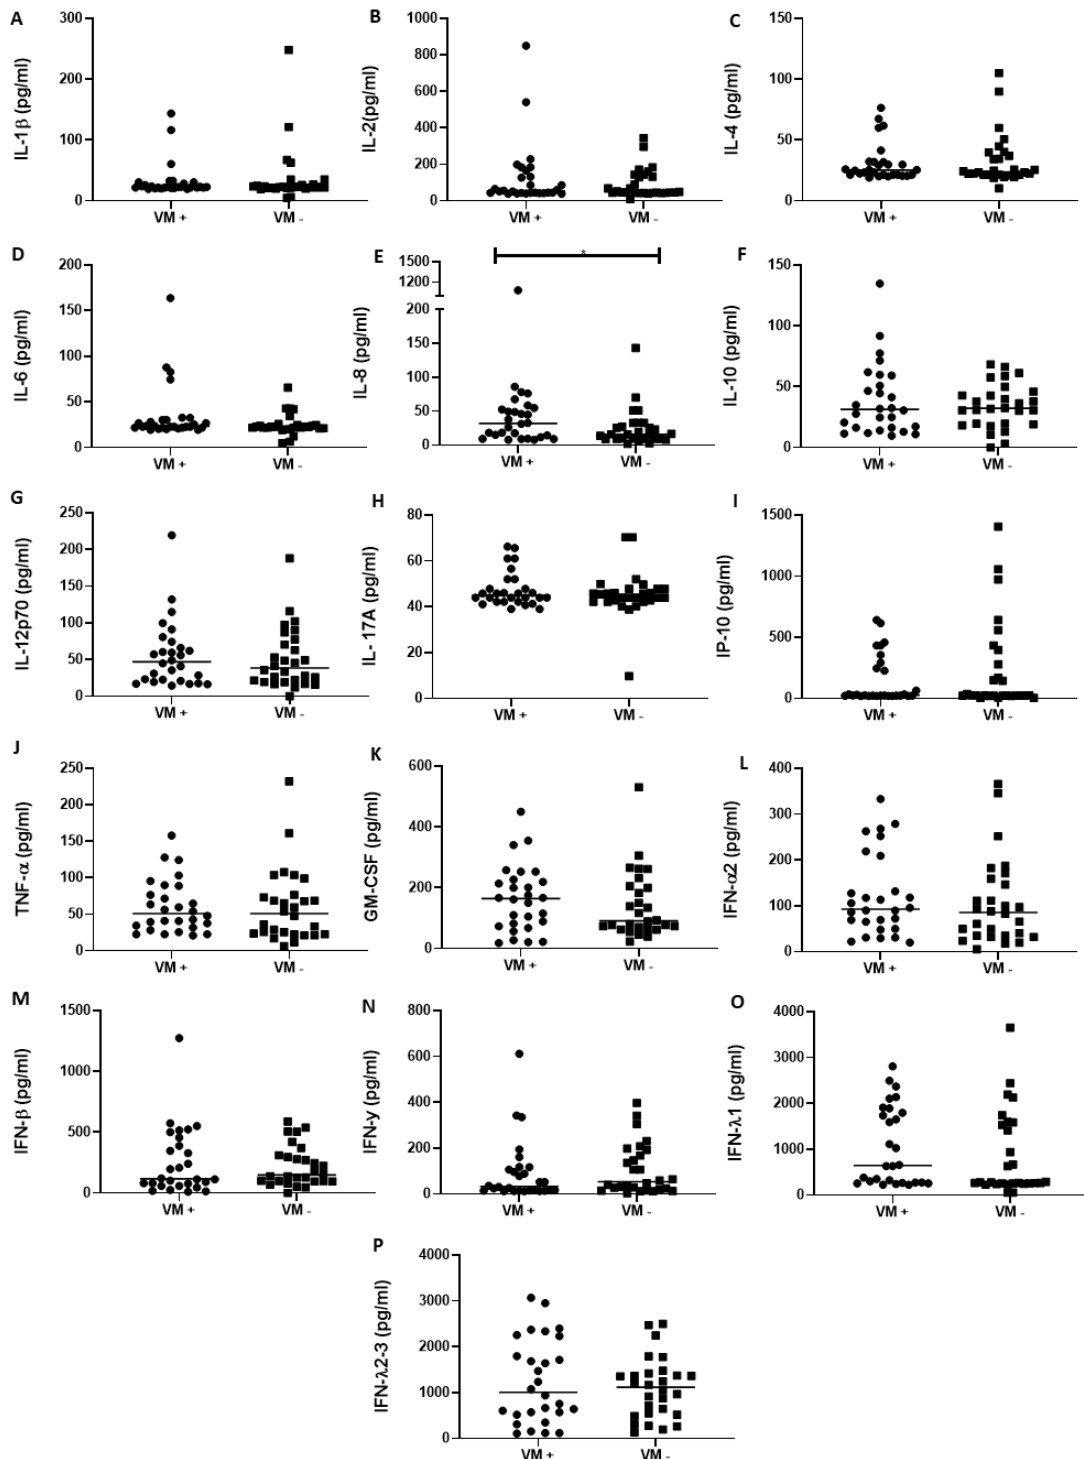 A
IL-1β (pg/ml)
300
200
100
0
VM +
VM -
B
IL-2(pg/ml)
1000
800
600
400
200
0
VM +
VM -
C
IL-4 (pg/ml)
150
100
50
0
VM +
VM -
D
IL-6 (pg/ml)
200
150
100
50
0
VM +
VM -
E
IL-8 (pg/ml)
1500
1200
200
150
100
50
0
*
VM +
VM -
F
IL-10 (pg/ml)
150
100
50
0
VM +
VM -
G
IL-12p70 (pg/ml)
250
200
150
100
50
0
VM +
VM -
H
IL- 17A (pg/ml)
80
60
40
20
0
VM +
VM -
I
IP-10 (pg/ml)
1500
1000
500
0
VM +
VM -
J
TNF-α (pg/ml)
250
200
150
100
50
0
VM +
VM -
K
GM-CSF (pg/ml)
600
400
200
0
VM +
VM -
L
IFN-α2 (pg/ml)
400
300
200
100
0
VM +
VM -
M
IFN-β (pg/ml)
1500
1000
500
0
VM +
VM -
N
IFN-y (pg/ml)
800
600
400
200
0
VM +
VM -
O
IFN-λ1 (pg/ml)
4000
3000
2000
1000
0
VM +
VM -
P
IFN-λ2-3 (pg/ml)
4000
3000
2000
1000
0
VM +
VM -